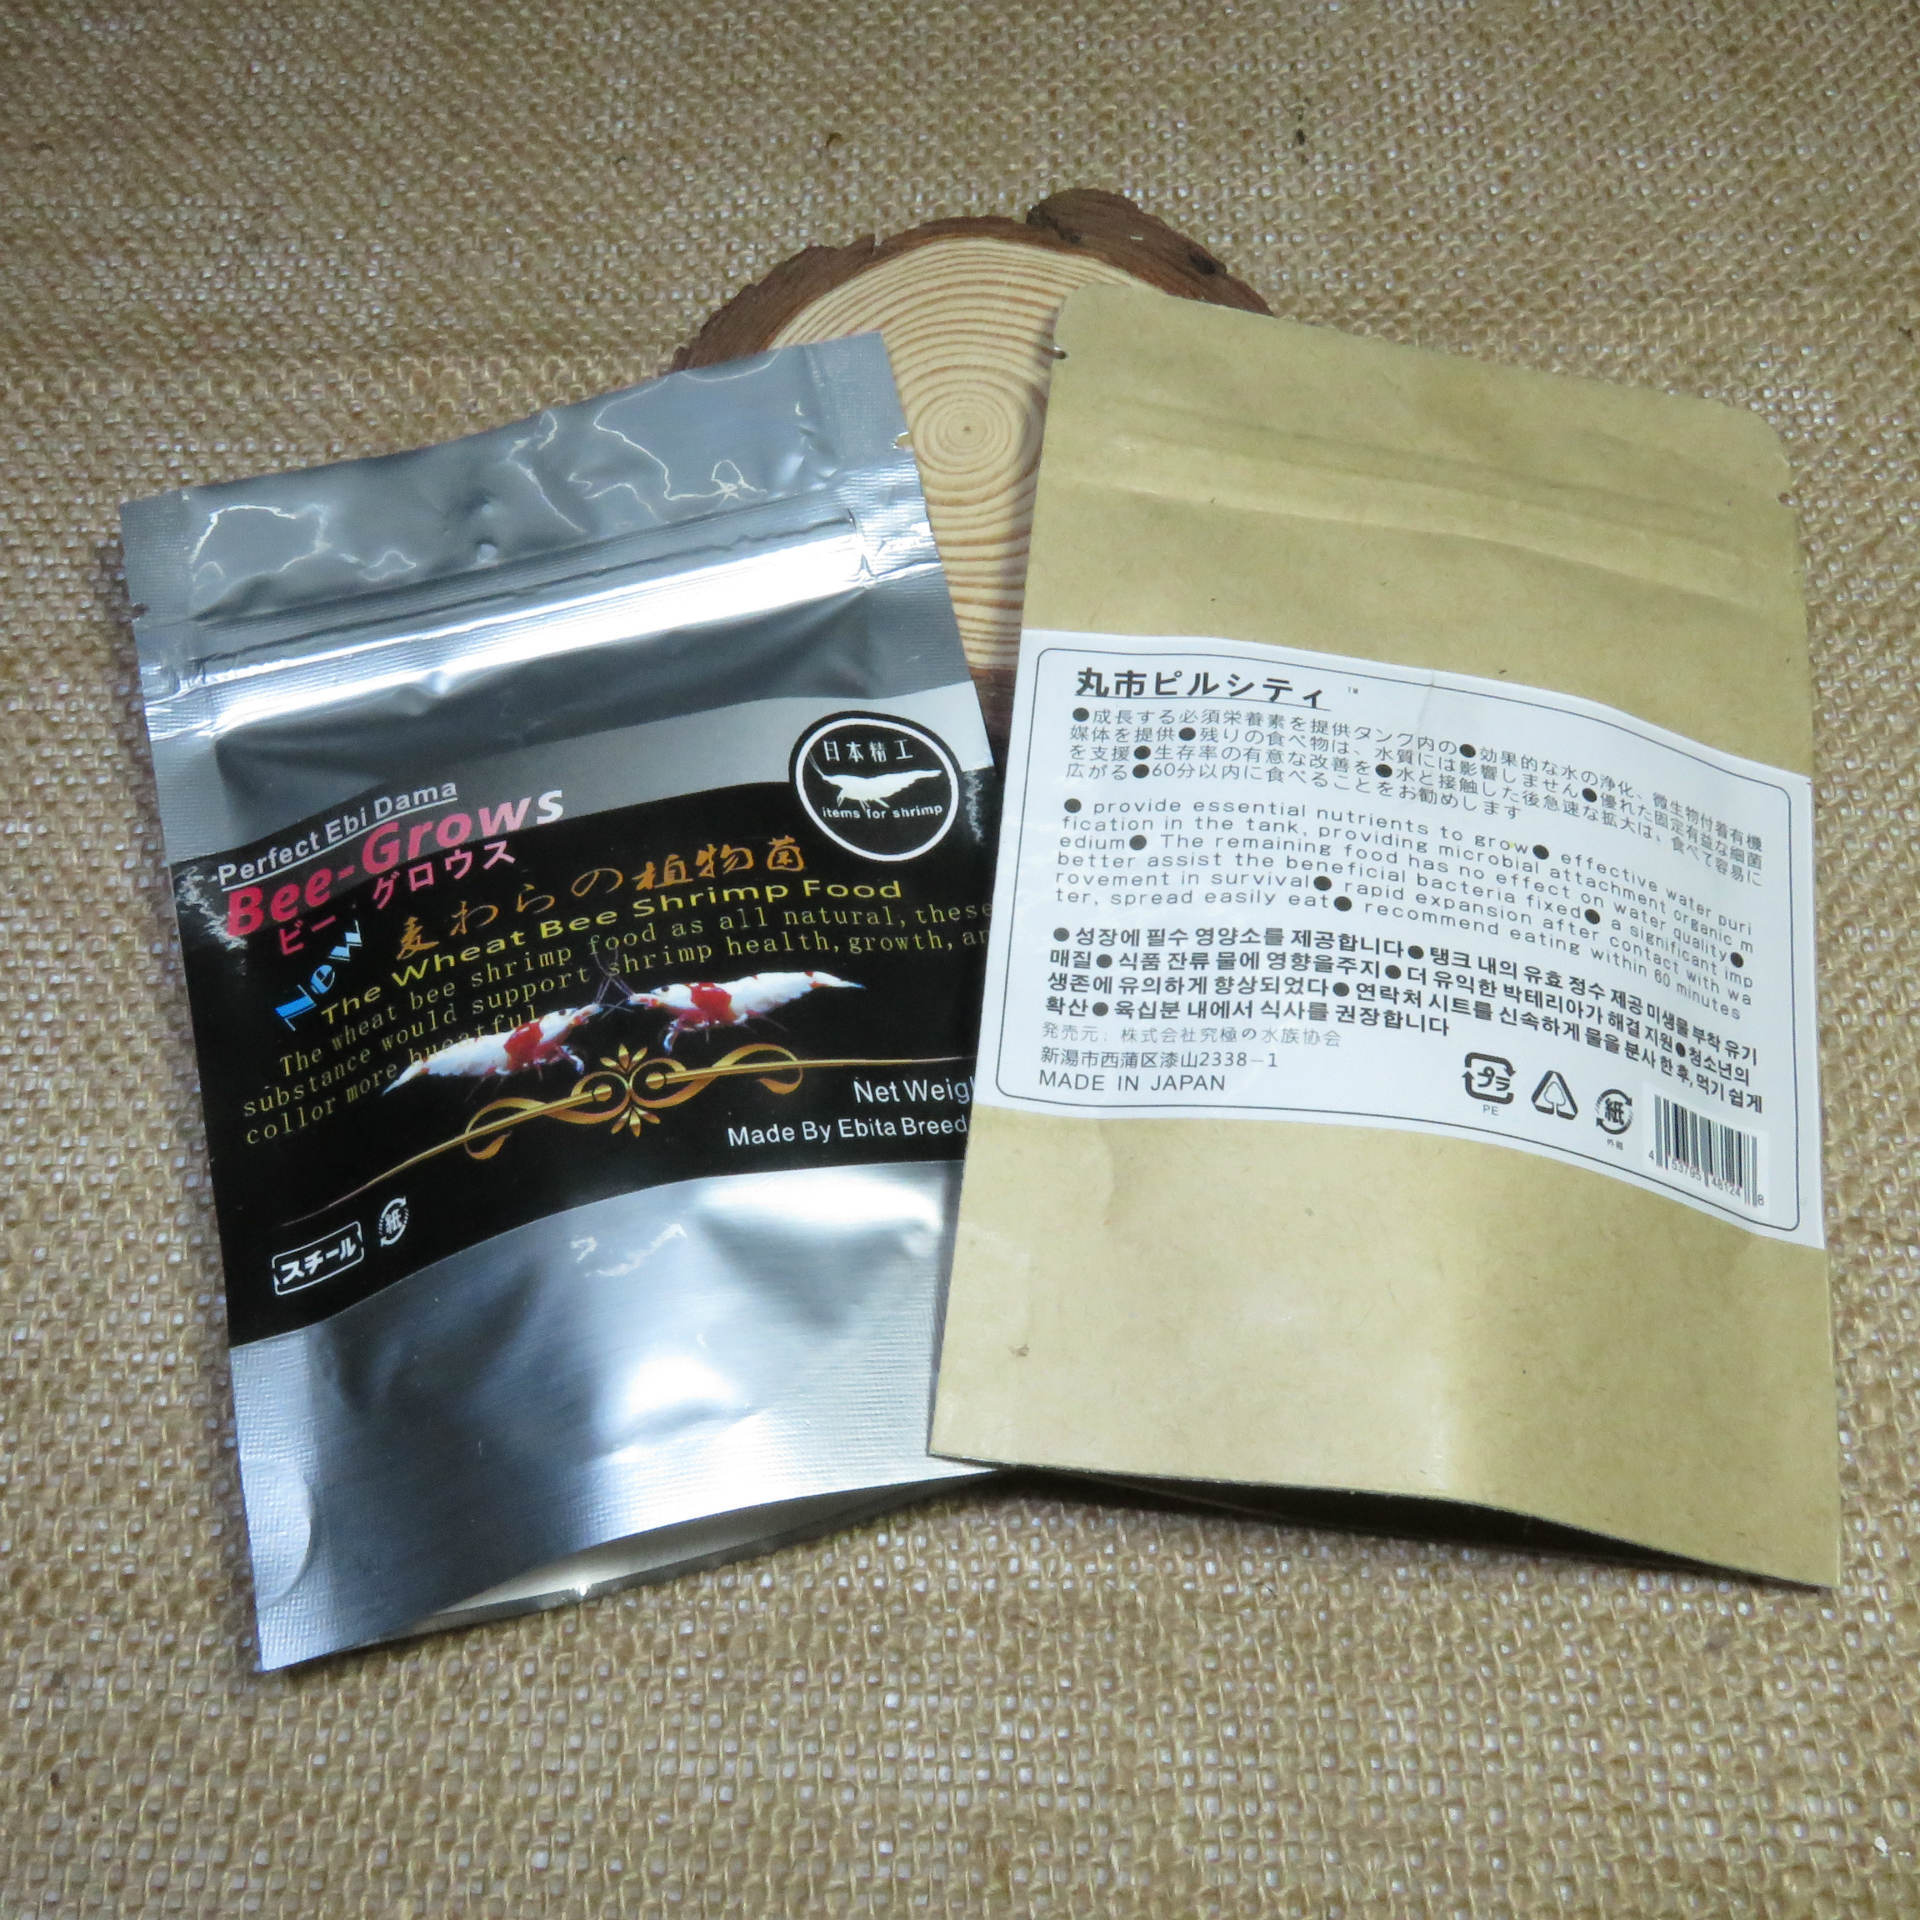 Perfect Ebi Dama
Bee-Grows
ビー グロウス
日本精工
items for shrimp
New
麦わらの植物菌
The Wheat Bee Shrimp Food
The wheat bee shrimp food as all natural, these
substance would support shrimp health, growth, an
collor more bueatful
Net Weigh
Made By Ebita Breed
スチール
紙
丸市ピルシティ ™
●成長する必須栄養素を提供タンク内の●効果的な水の浄化、微生物付着有機
媒体を提供●残りの食べ物は、水質には影響しません●優れた固定有益な細菌
を支援●生存率の有意な改善を●水と接触した後急速な拡大は、食べて容易に
広がる●60分以内に食べることをお勧めします
● provide essential nutrients to grow● effective water puri
fication in the tank, providing microbial attachment organic m
edium● The remaining food has no effect on water quality●
better assist the beneficial bacteria fixed● a significant imp
rovement in survival● rapid expansion after contact with wa
ter, spread easily eat● recommend eating within 60 minutes
●성장에 필수 영양소를 제공합니다● 탱크 내의 유효 정수 제공 미생물 부착 유기
매질● 식품 잔류 물에 영향을주지●더 유익한 박테리아가 해결 지원●청소년의
생존에 유의하게 향상되었다●연락처 시트를 신속하게 물을 분사 한 후, 먹기 쉽게
확산● 육십분 내에서 식사를 권장합니다
発売元：株式会社究極の水族协会
新潟市西蒲区漆山2338-1
MADE IN JAPAN
プラ
PE
紙
外箱
4 53795 48124 8